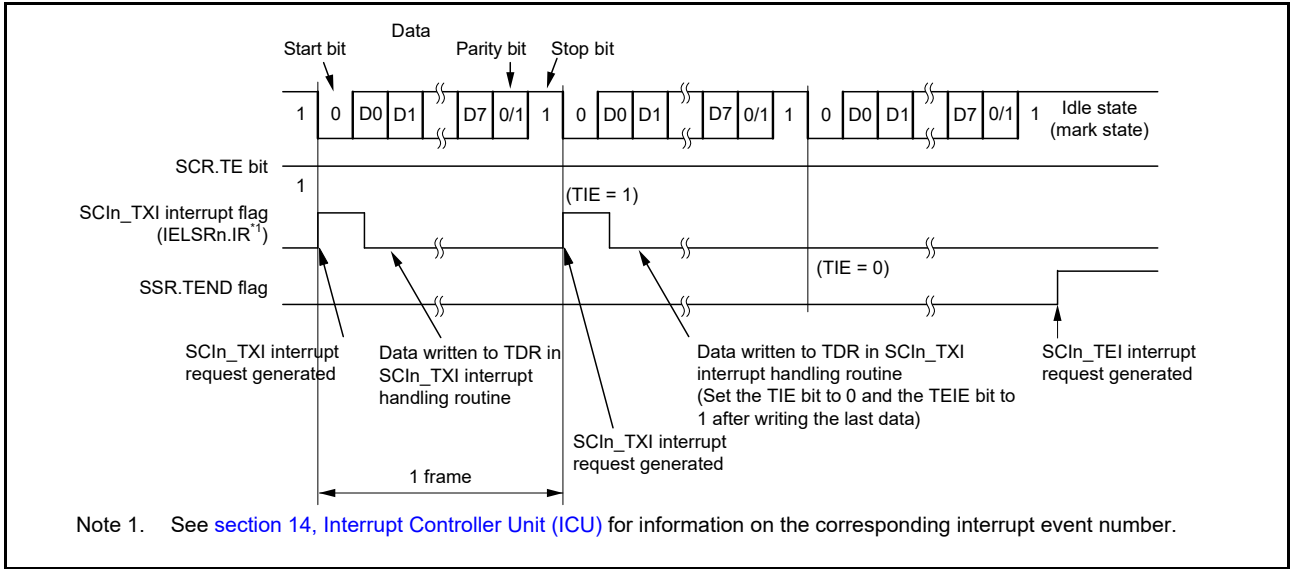 Data
Start bit
Parity bit
Stop bit
1 0 D0 D1 D7 0/1 1 0 D0 D1 D7 0/1 1 0 D0 D1 D7 0/1 1
Idle state
(mark state)
SCR.TE bit
1
(TIE = 1)
SCIn_TXI interrupt flag
(IELSRn.IR*1)
(TIE = 0)
SSR.TEND flag
SCIn_TXI interrupt
request generated
Data written to TDR in
SCIn_TXI interrupt
handling routine
Data written to TDR in SCIn_TXI
interrupt handling routine
(Set the TIE bit to 0 and the TEIE bit to
1 after writing the last data)
SCIn_TEI interrupt
request generated
SCIn_TXI interrupt
request generated
1 frame
Note 1. See section 14, Interrupt Controller Unit (ICU) for information on the corresponding interrupt event number.